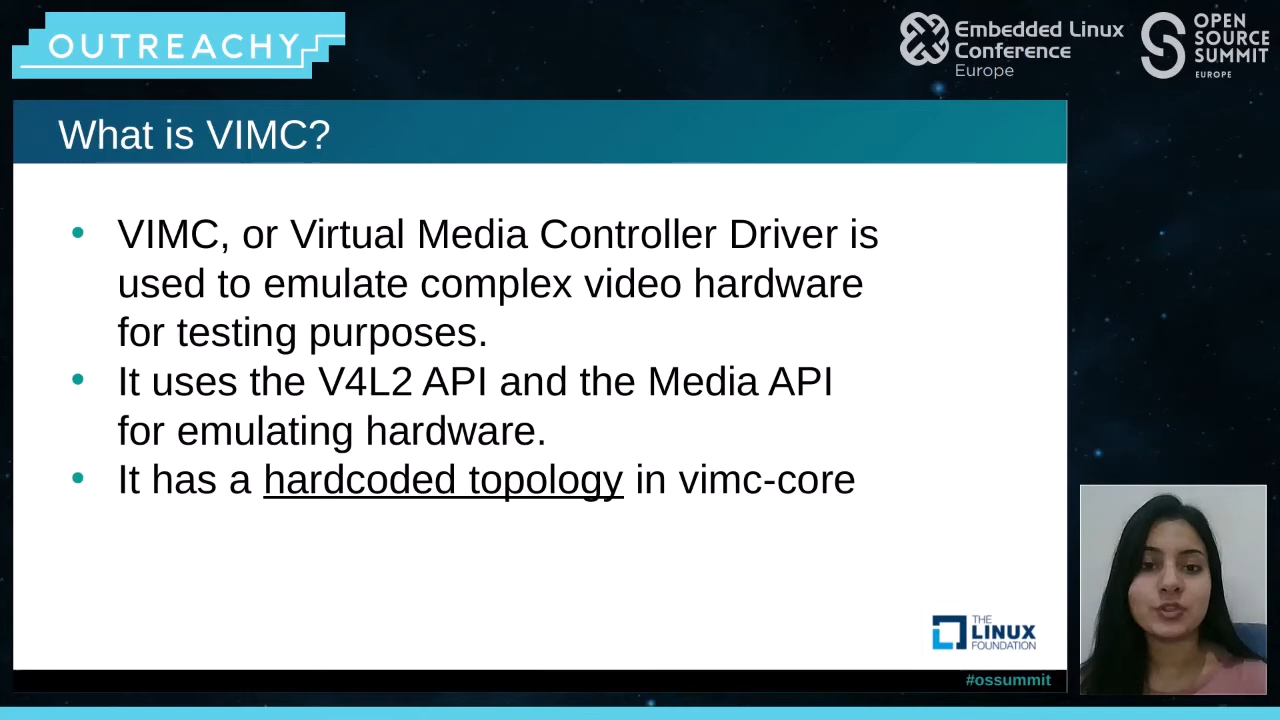 OUTREACHY
Embedded Linux
Conference
Europe
OPEN
SOURCE
SUMMIT
EUROPE
What is VIMC?
• VIMC, or Virtual Media Controller Driver is
used to emulate complex video hardware
for testing purposes.
• It uses the V4L2 API and the Media API
for emulating hardware.
• It has a hardcoded topology in vimc-core
THE
LINUX
FOUNDATION
#ossummit